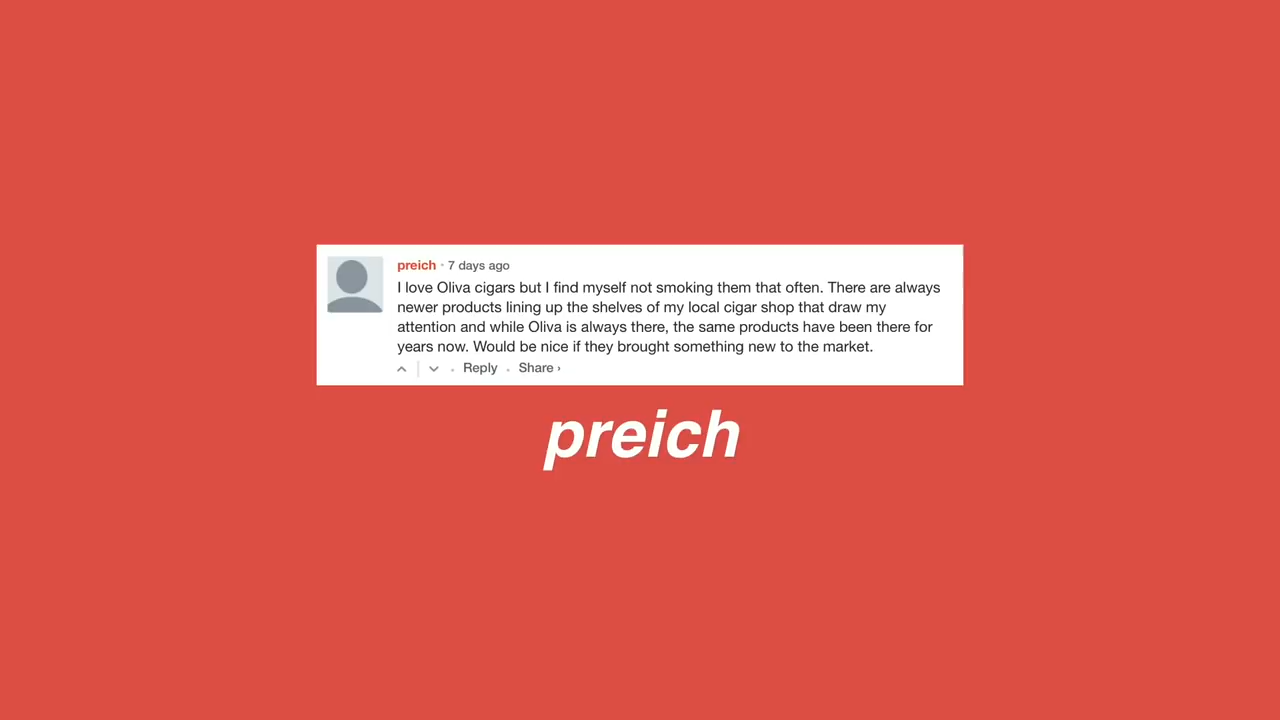 preich • 7 days ago
I love Oliva cigars but I find myself not smoking them that often. There are always
newer products lining up the shelves of my local cigar shop that draw my
attention and while Oliva is always there, the same products have been there for
years now. Would be nice if they brought something new to the market.
Reply • Share ›
preich